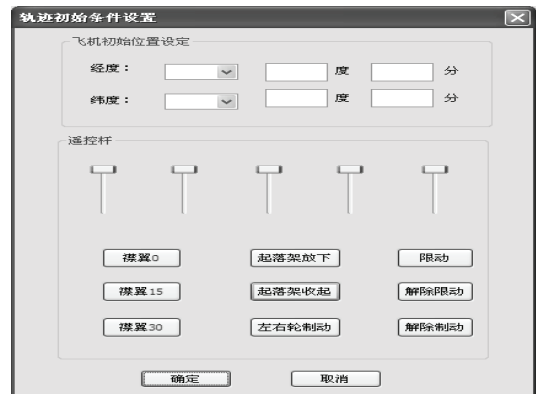 轨迹初始条件设置
飞机初始位置设定
经度： 度 分
纬度： 度 分
遥控杆
襟翼0 起落架放下 限动
襟翼15 起落架收起 解除限动
襟翼30 左右轮制动 解除制动
确定 取消